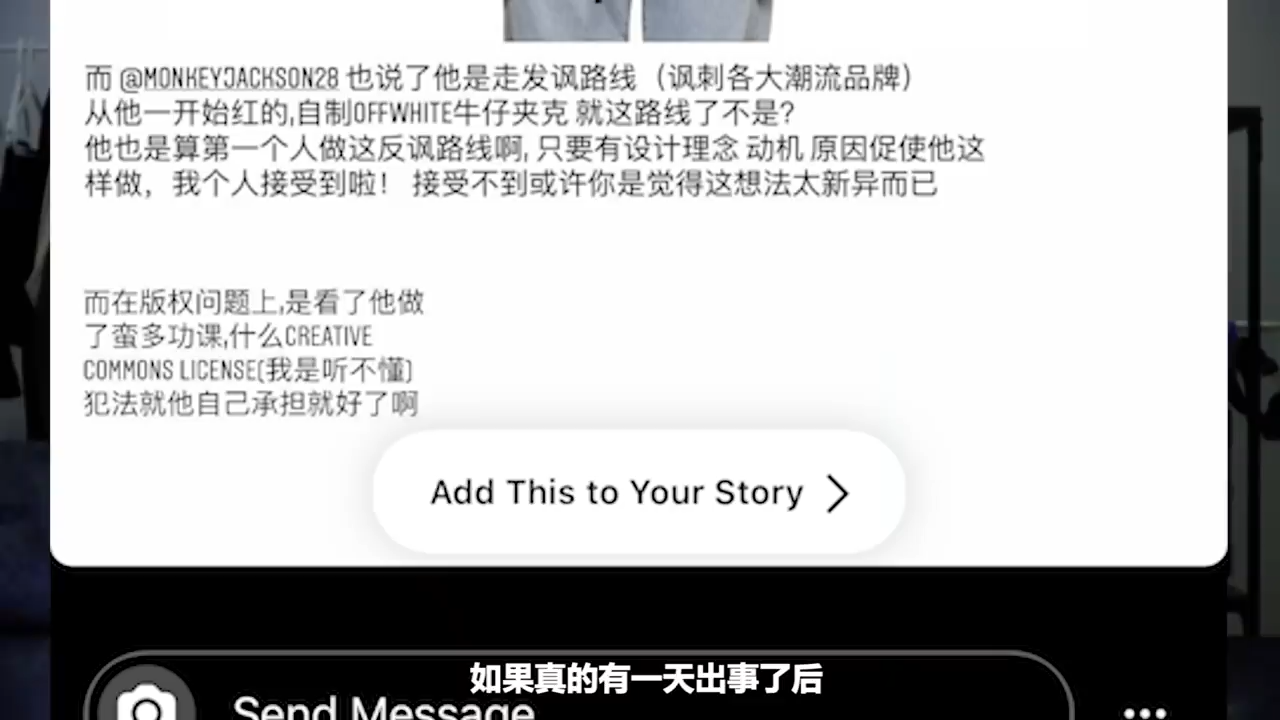 而 @MONKEYJACKSON28 也说了他是走发讽路线（讽刺各大潮流品牌）
从他一开始红的,自制OFFWHITE牛仔夹克 就这路线了不是?
他也是算第一个人做这反讽路线啊, 只要有设计理念 动机 原因促使他这
样做， 我个人接受到啦！ 接受不到或许你是觉得这想法太新异而已
而在版权问题上,是看了他做
了蛮多功课,什么CREATIVE
COMMONS LICENSE(我是听不懂)
犯法就他自己承担就好了啊
Add This to Your Story
如果真的有一天出事了后
Send Message